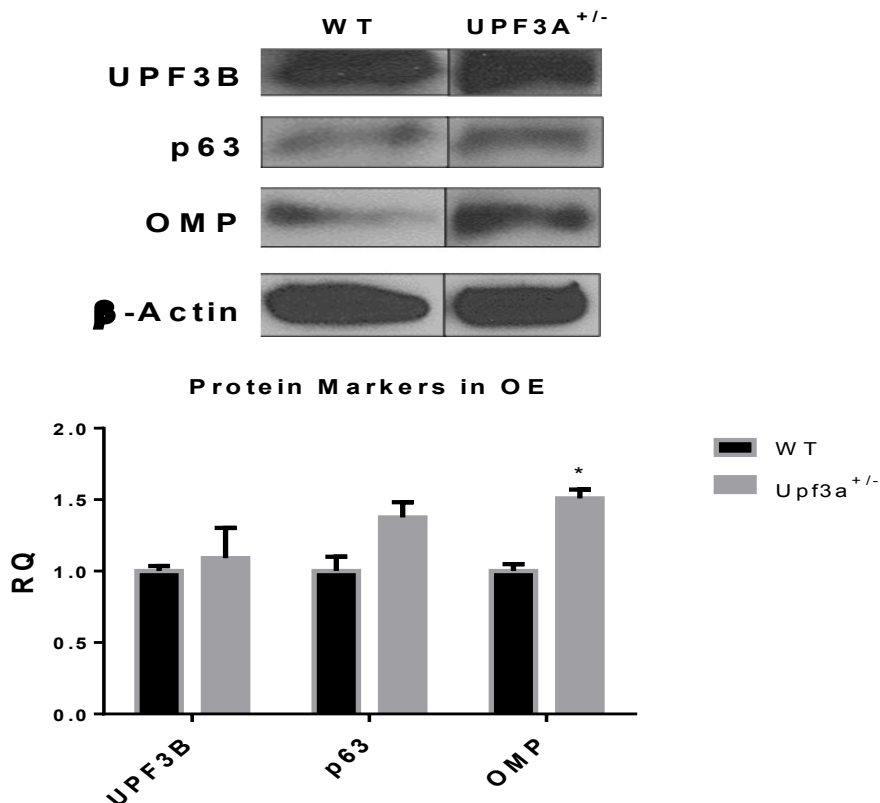 WT UPF3A+/-
UPF3B
p63
OMP
β-Actin
Protein Markers in OE
2.0
1.5
1.0
0.5
0.0
RQ
*
UPF3B
p63
OMP
WT
Upf3a+/-